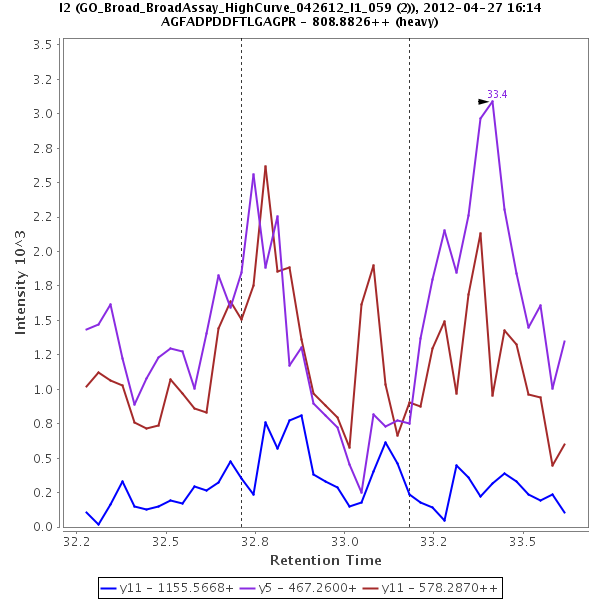 I2 (GO_Broad_BroadAssay_HighCurve_042612_I1_059 (2)), 2012-04-27 16:14
AGFADPDDFTLGAGPR - 808.8826++ (heavy)
33.4
3.5
3.2
3.0
2.8
2.5
2.2
2.0
1.8
1.5
1.2
1.0
0.8
0.5
0.2
0.0
Intensity 10^3
32.2 32.5 32.8 33.0 33.2 33.5
Retention Time
y11 - 1155.5668+ y5 - 467.2600+ y11 - 578.2870++